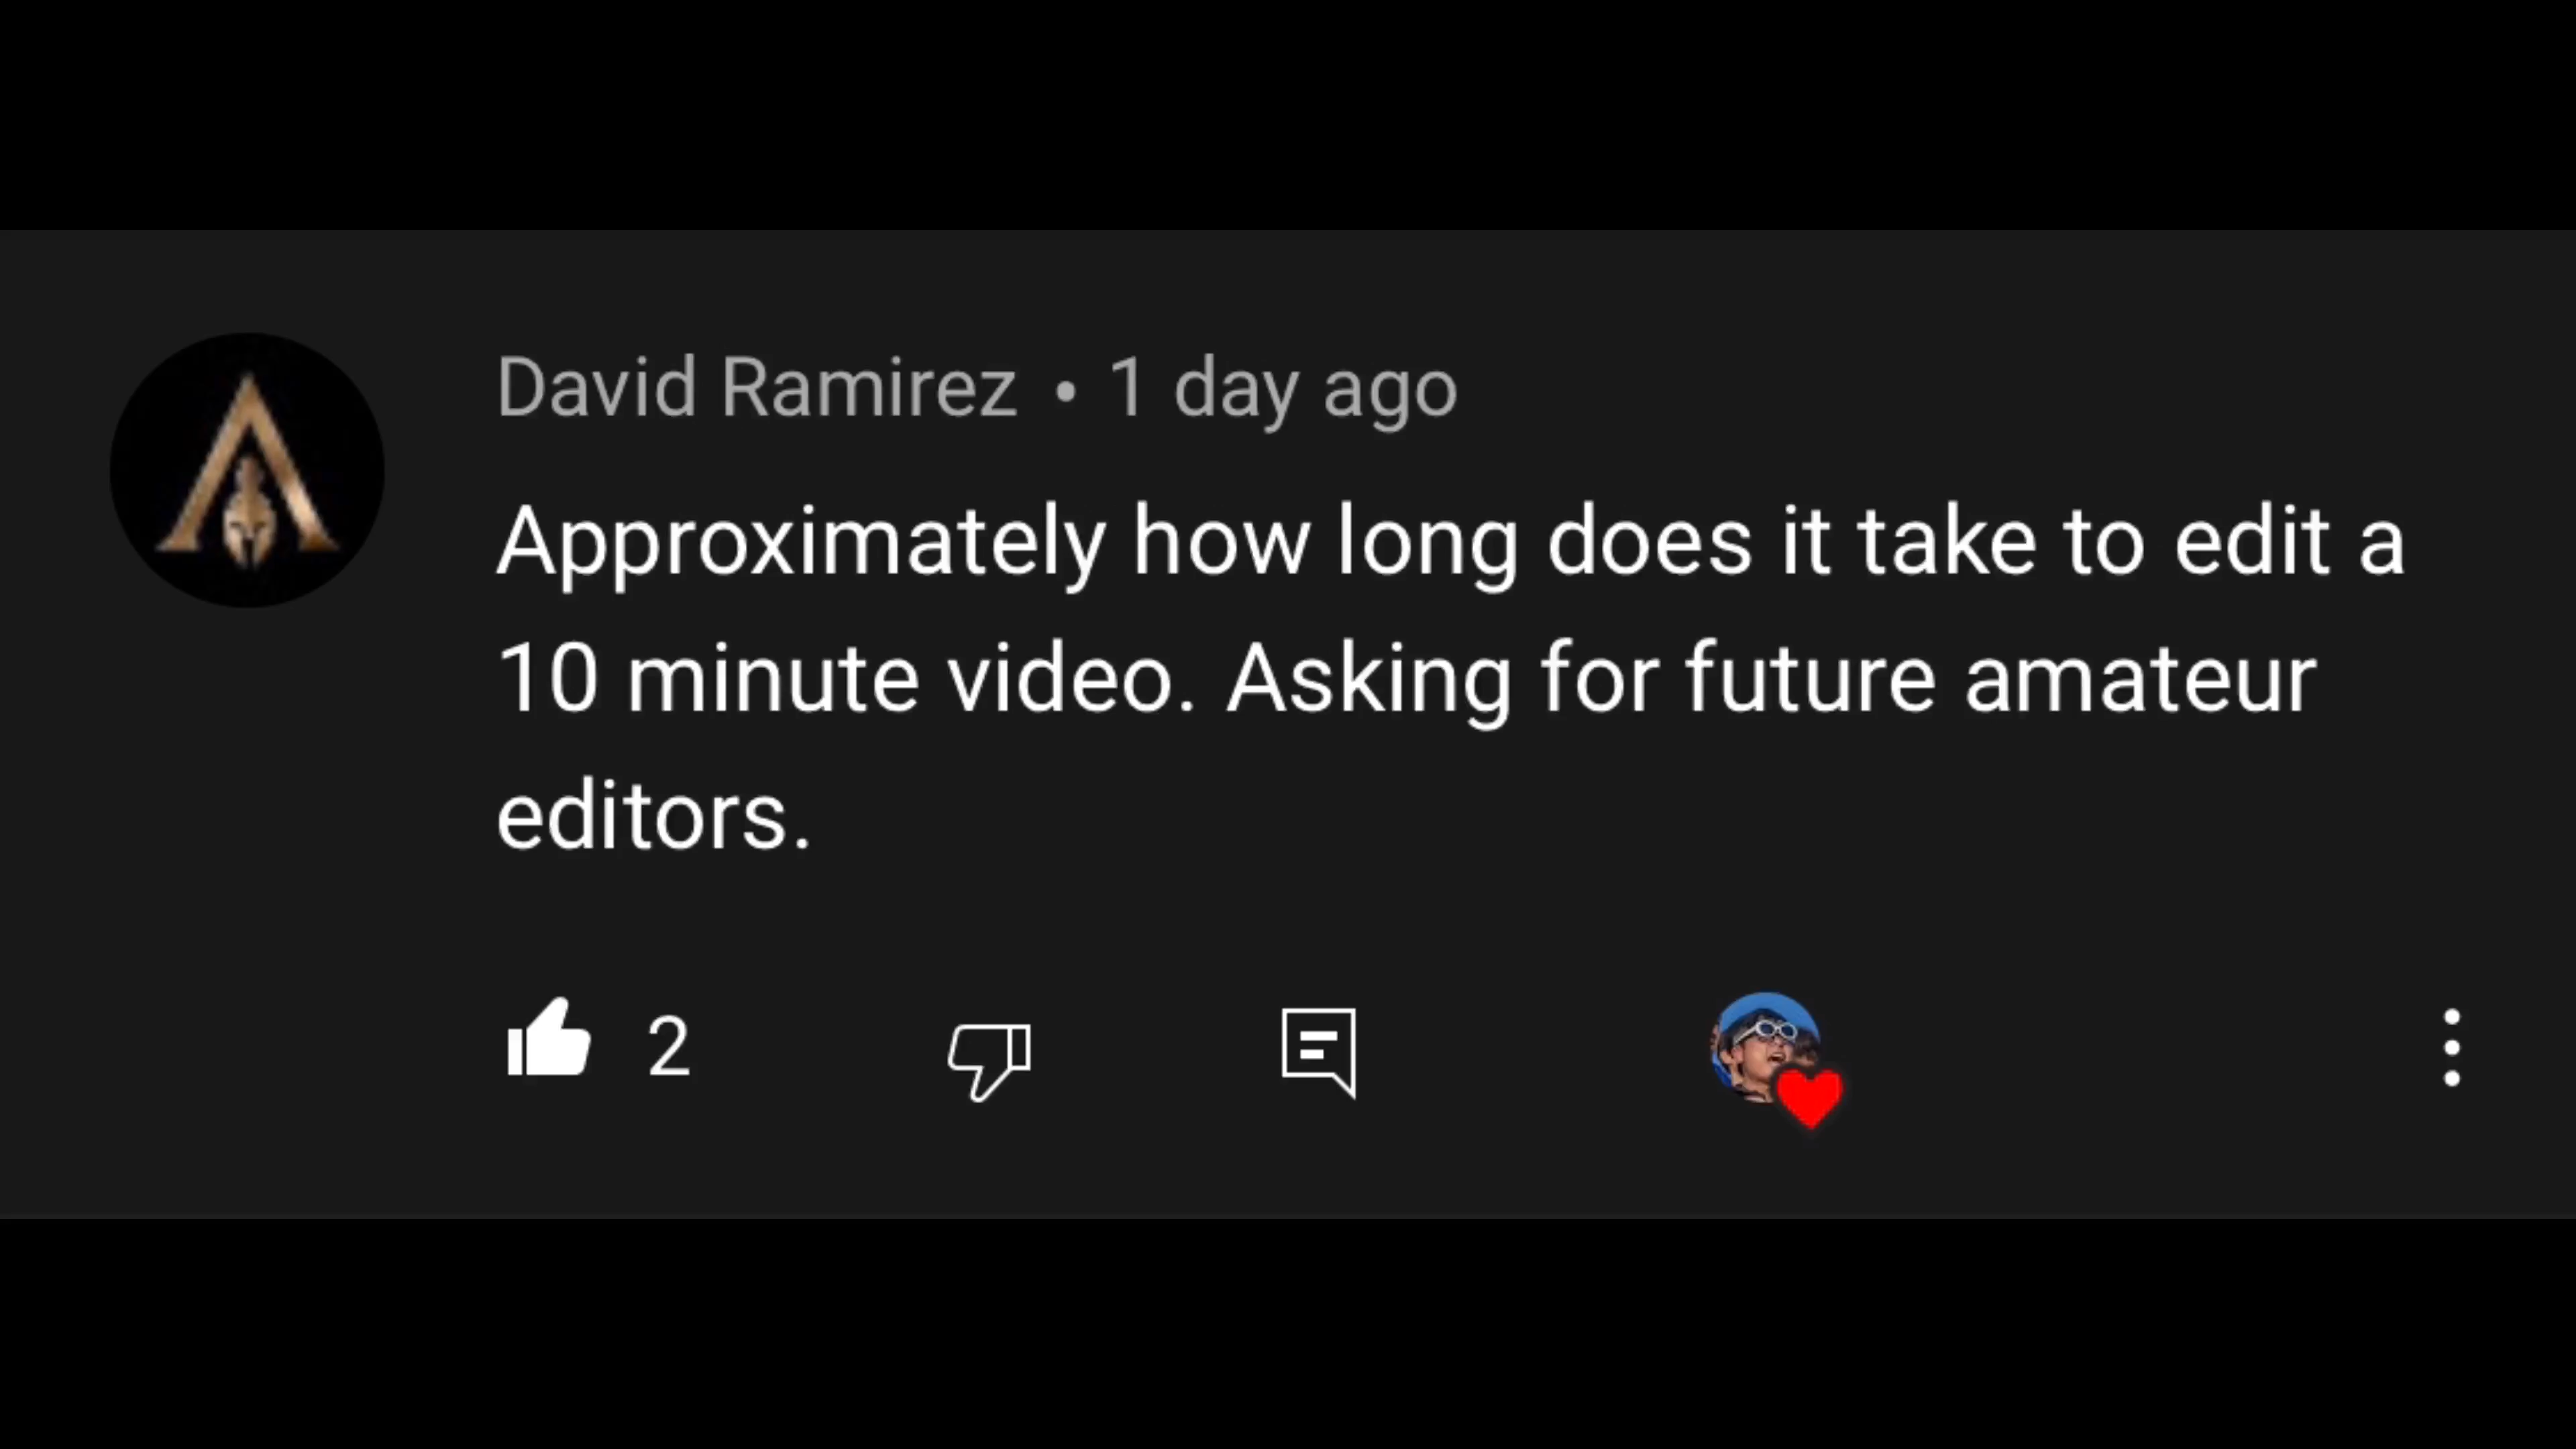 David Ramirez • 1 day ago
Approximately how long does it take to edit a
10 minute video. Asking for future amateur
editors.
2